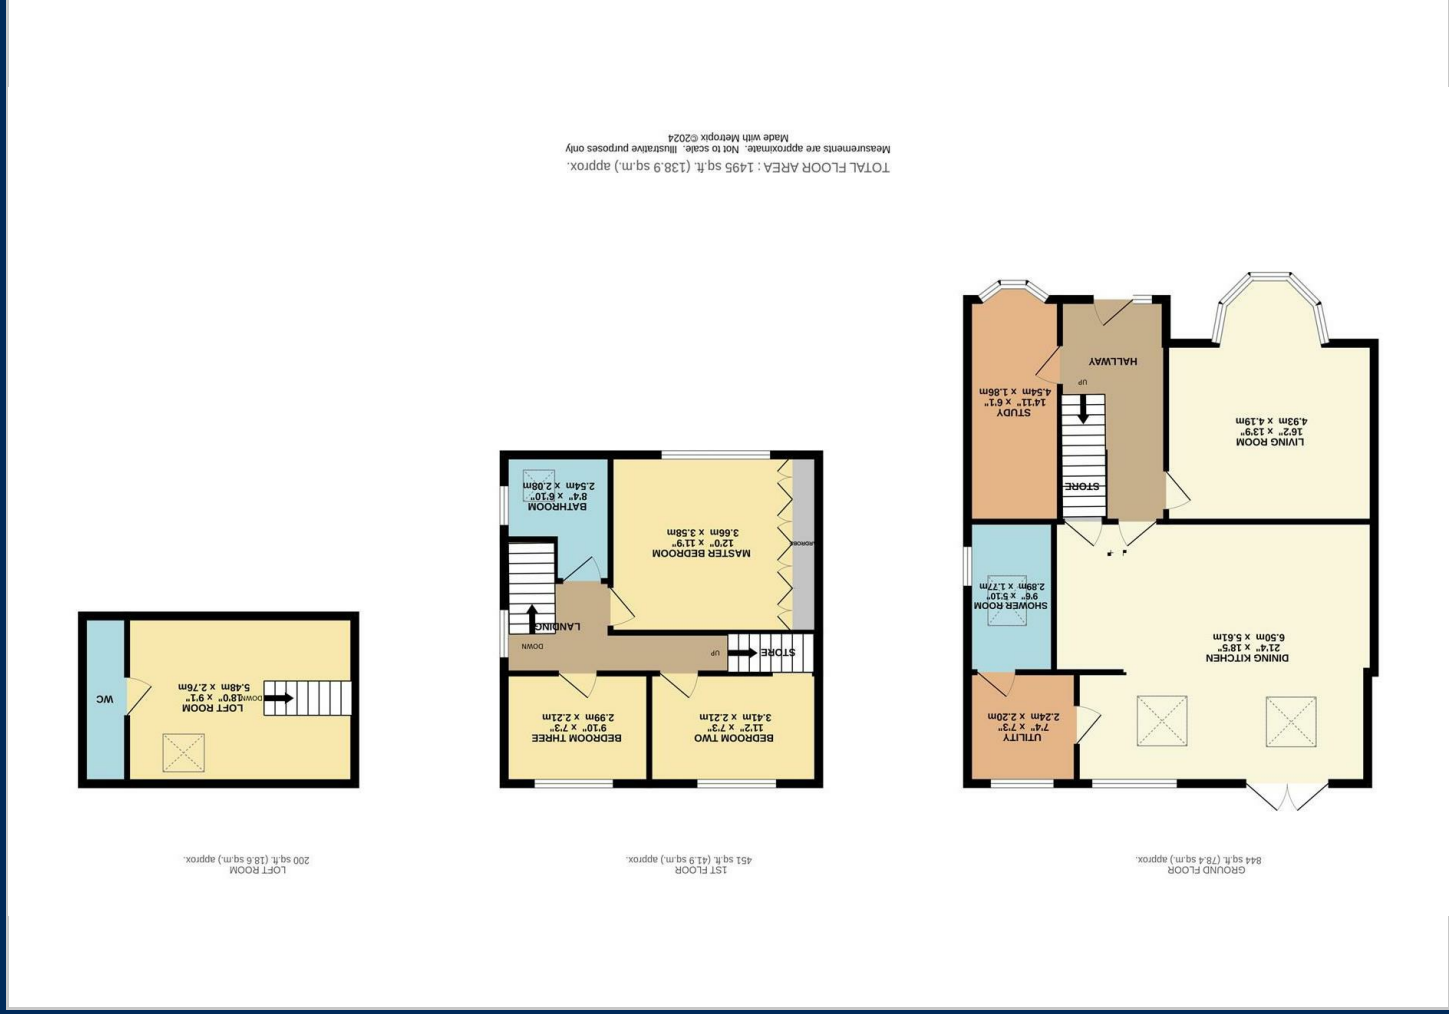 GROUND FLOOR
844 sq.ft. (78.4 sq.m.) approx.
UTILITY
7'4" x 7'3"
2.24m x 2.20m
DINING KITCHEN
21'4" x 18'5"
6.50m x 5.61m
SHOWER ROOM
9'6" x 5'10"
2.89m x 1.77m
STORE
LIVING ROOM
16'2" x 13'9"
4.93m x 4.19m
STUDY
14'11" x 6'1"
4.54m x 1.86m
UP
HALLWAY
1ST FLOOR
451 sq.ft. (41.9 sq.m.) approx.
BEDROOM TWO
11'2" x 7'3"
3.41m x 2.21m
BEDROOM THREE
9'10" x 7'3"
2.99m x 2.21m
STORE
UP
DOWN
LANDING
MASTER BEDROOM
12'0" x 11'9"
3.66m x 3.58m
BATHROOM
8'4" x 6'10"
2.54m x 2.08m
LOFT ROOM
200 sq.ft. (18.6 sq.m.) approx.
LOFT ROOM
18'0" x 9'1"
5.48m x 2.76m
DOWN
WC
TOTAL FLOOR AREA : 1495 sq.ft. (138.9 sq.m.) approx.
Measurements are approximate. Not to scale. Illustrative purposes only
Made with Metropix ©2024